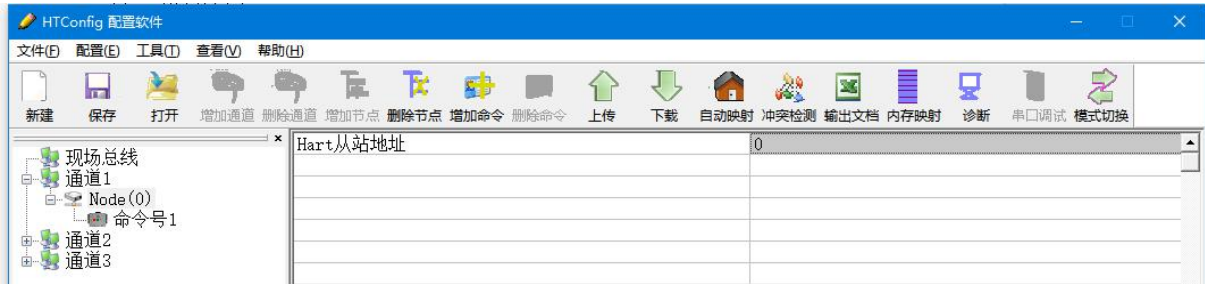 HTConfig 配置软件
文件(F) 配置(E) 工具(T) 查看(V) 帮助(H)
新建 保存 打开 增加通道 删除通道 增加节点 删除节点 增加命令 删除命令 上传 下载 自动映射 冲突检测 输出文档 内存映射 诊断 串口调试 模式切换
现场总线
通道1
Node(0)
命令号1
通道2
通道3
Hart从站地址 0